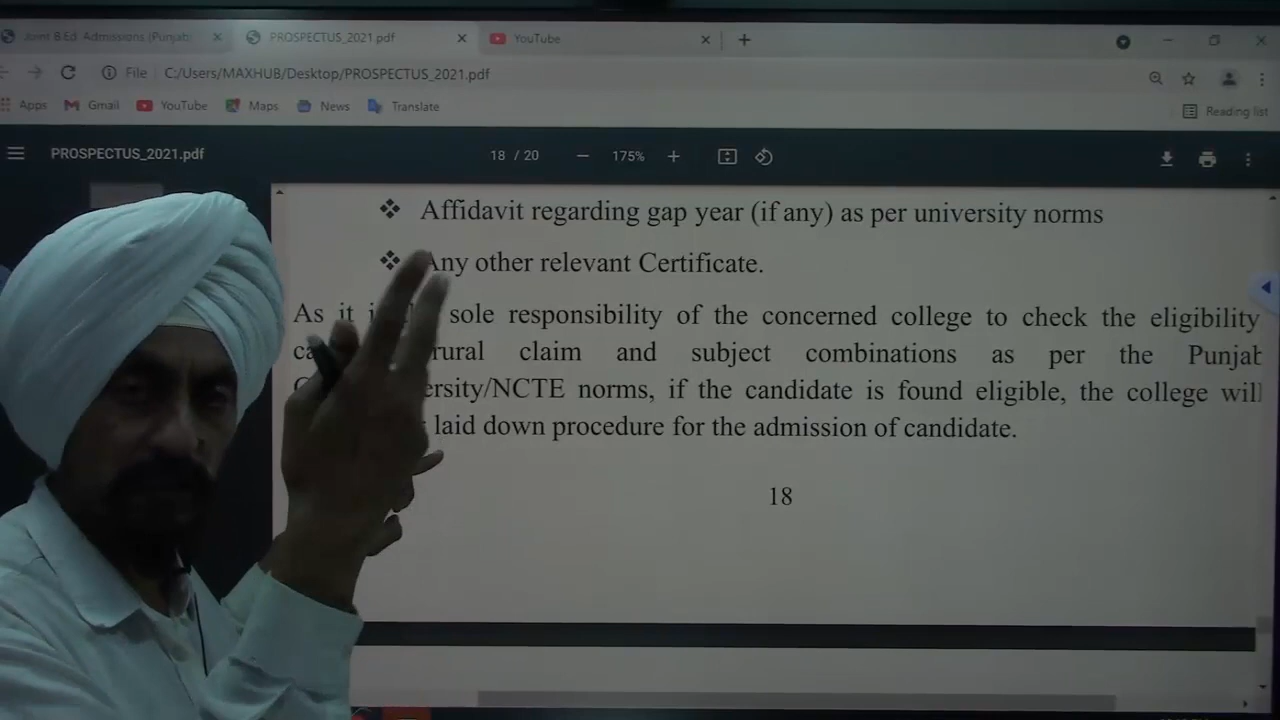 Joint B.Ed. Admissions (Punjab
PROSPECTUS_2021.pdf
YouTube
File
C:/Users/MAXHUB/Desktop/PROSPECTUS_2021.pdf
Apps
Gmail
YouTube
Maps
News
Translate
Reading list
PROSPECTUS_2021.pdf
18 / 20
175%
❖ Affidavit regarding gap year (if any) as per university norms
❖ Any other relevant Certificate.
As it sole responsibility of the concerned college to check the eligibility
rural claim and subject combinations as per the Punjab
NCTE norms, if the candidate is found eligible, the college will
laid down procedure for the admission of candidate.
18